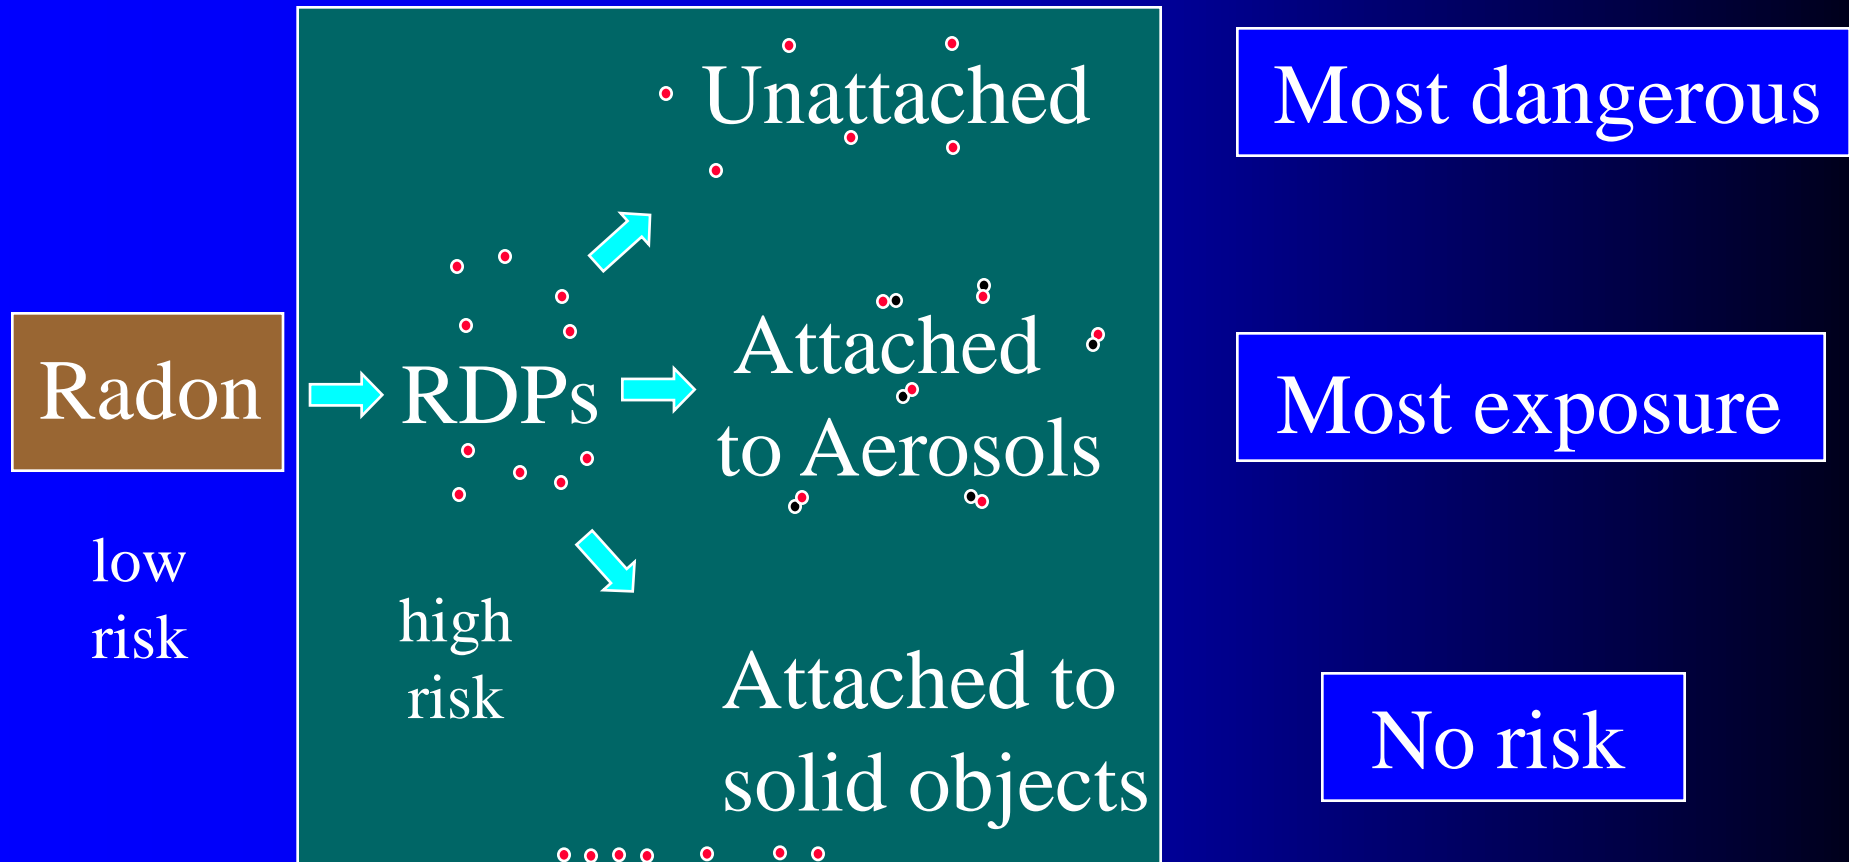 Radon
low
risk
RDPs
high
risk
Unattached
Most dangerous
Attached
to Aerosols
Most exposure
Attached to
solid objects
No risk